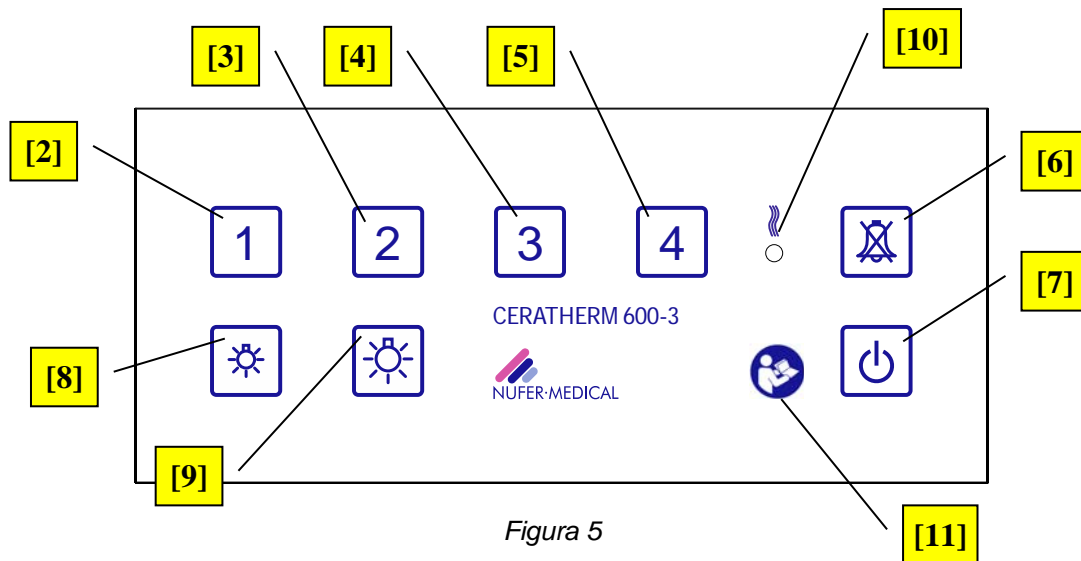 [10]
[3] [4] [5]
[2]
[6]
1 2 3 4
[7]
CERATHERM 600-3
[8]
NUFER·MEDICAL
[9]
Figura 5
[11]